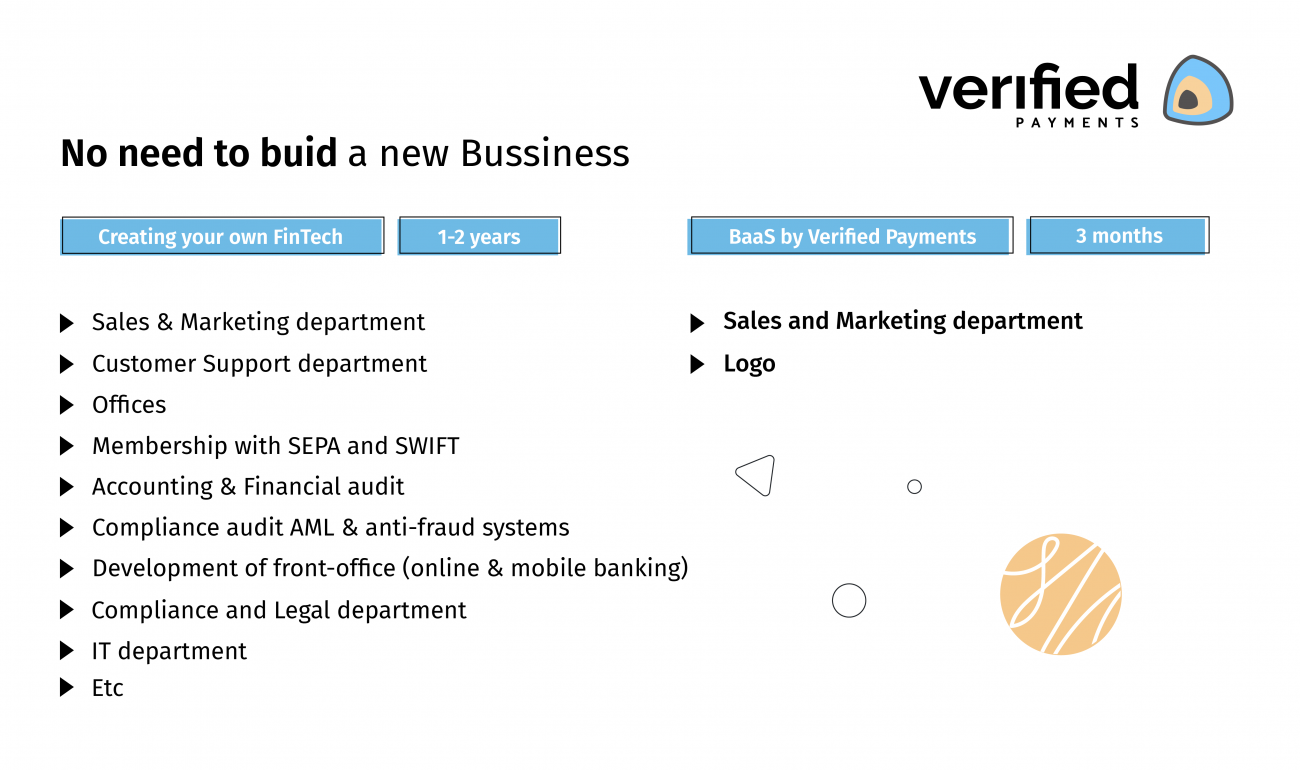 verified
PAYMENTS
No need to buid a new Bussiness
Creating your own FinTech
1-2 years
Sales & Marketing department
Customer Support department
Offices
Membership with SEPA and SWIFT
Accounting & Financial audit
Compliance audit AML & anti-fraud systems
Development of front-office (online & mobile banking)
Compliance and Legal department
IT department
Etc
BaaS by Verified Payments
3 months
Sales and Marketing department
Logo